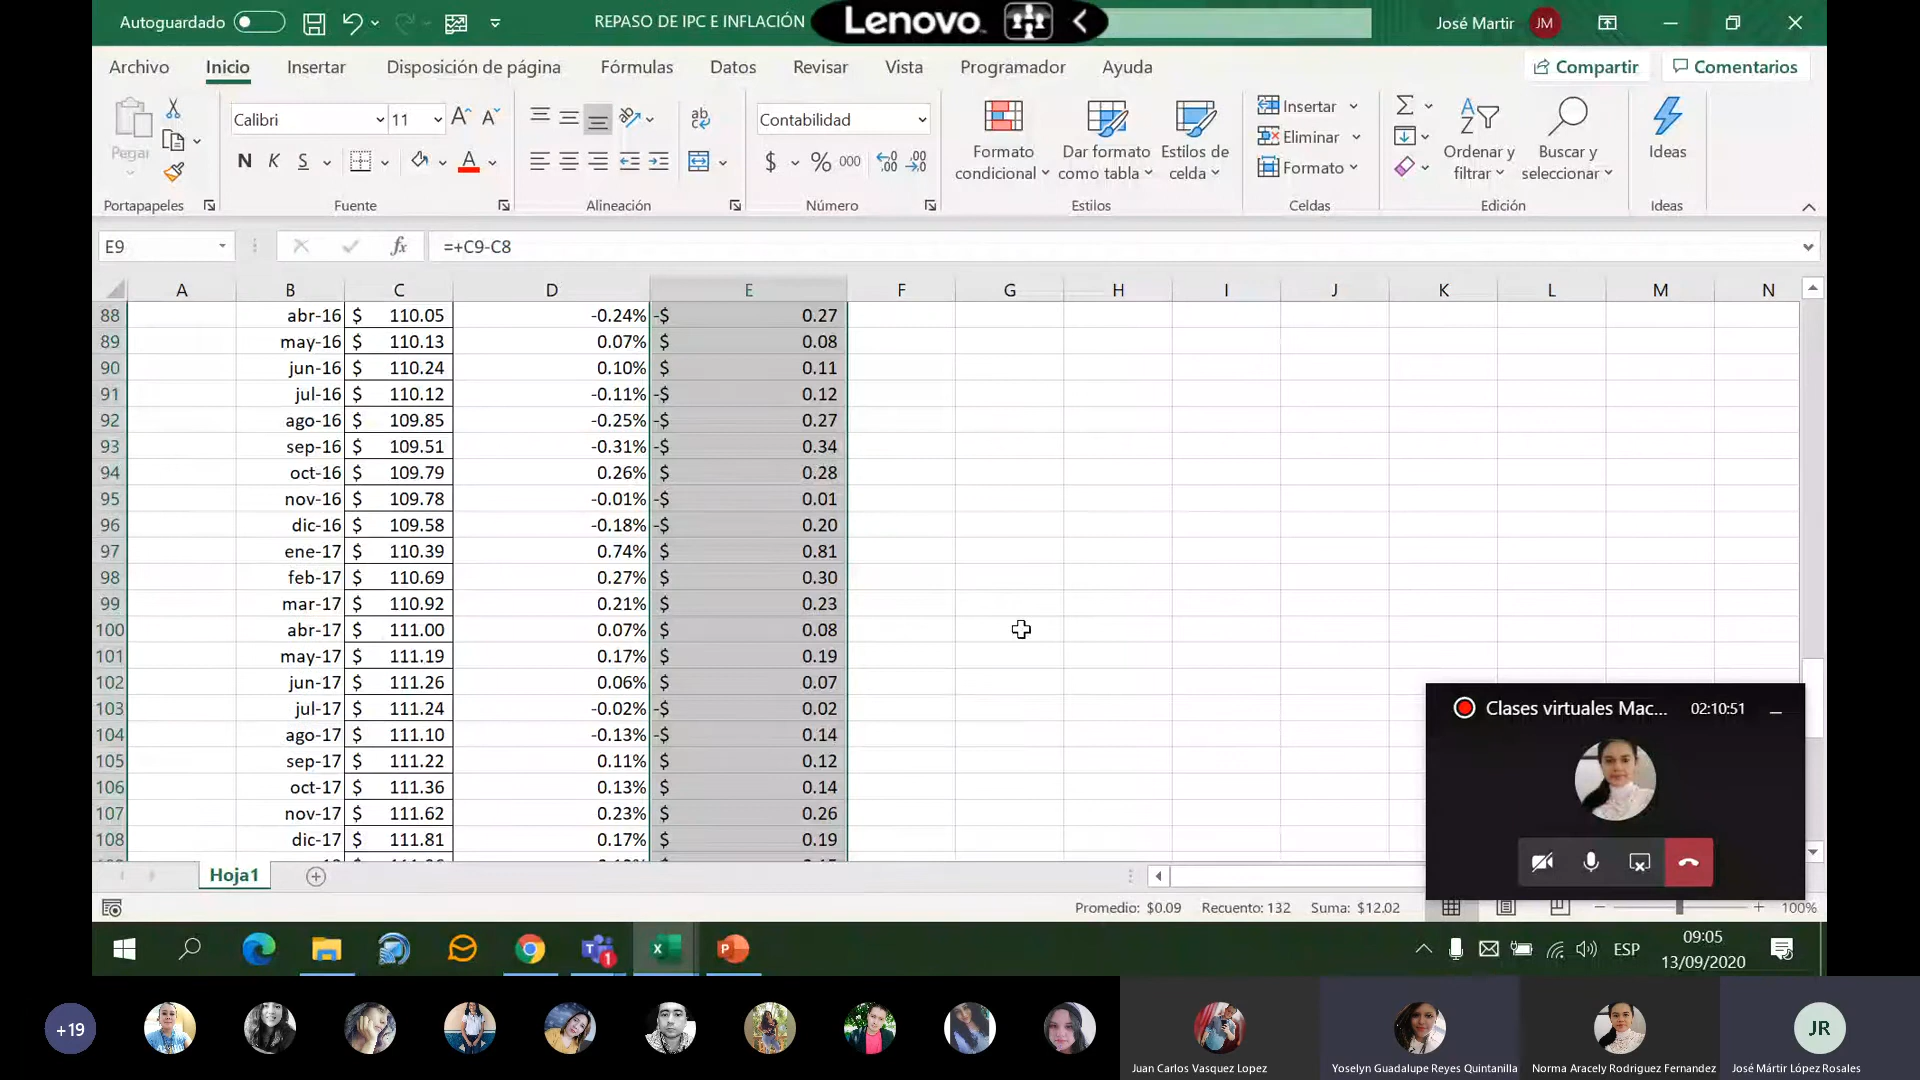 Autoguardado REPASO DE IPC E INFLACIÓN Lenovo José Martir JM
Archivo Inicio Insertar Disposición de página Fórmulas Datos Revisar Vista Programador Ayuda Compartir Comentarios
Pegar Calibri 11 Contabilidad Formato condicional Dar formato como tabla Estilos de celda Insertar Eliminar Formato Ordenar y filtrar Buscar y seleccionar Ideas
N K S $ % 000
Portapapeles Fuente Alineación Número Estilos Celdas Edición Ideas
E9 fx =+C9-C8
A B C D E F G H I J K L M N
88 abr-16 $ 110.05 -0.24% -$ 0.27
89 may-16 $ 110.13 0.07% $ 0.08
90 jun-16 $ 110.24 0.10% $ 0.11
91 jul-16 $ 110.12 -0.11% -$ 0.12
92 ago-16 $ 109.85 -0.25% -$ 0.27
93 sep-16 $ 109.51 -0.31% -$ 0.34
94 oct-16 $ 109.79 0.26% $ 0.28
95 nov-16 $ 109.78 -0.01% -$ 0.01
96 dic-16 $ 109.58 -0.18% -$ 0.20
97 ene-17 $ 110.39 0.74% $ 0.81
98 feb-17 $ 110.69 0.27% $ 0.30
99 mar-17 $ 110.92 0.21% $ 0.23
100 abr-17 $ 111.00 0.07% $ 0.08
101 may-17 $ 111.19 0.17% $ 0.19
102 jun-17 $ 111.26 0.06% $ 0.07
103 jul-17 $ 111.24 -0.02% -$ 0.02
104 ago-17 $ 111.10 -0.13% -$ 0.14
105 sep-17 $ 111.22 0.11% $ 0.12
106 oct-17 $ 111.36 0.13% $ 0.14
107 nov-17 $ 111.62 0.23% $ 0.26
108 dic-17 $ 111.81 0.17% $ 0.19
Clases virtuales Mac... 02:10:51
Hoja1
Promedio: $0.09 Recuento: 132 Suma: $12.02 100%
1 ESP 09:05
13/09/2020
+19 JR
Juan Carlos Vasquez Lopez Yoselyn Guadalupe Reyes Quintanilla Norma Aracely Rodriguez Fernandez José Mártir López Rosales